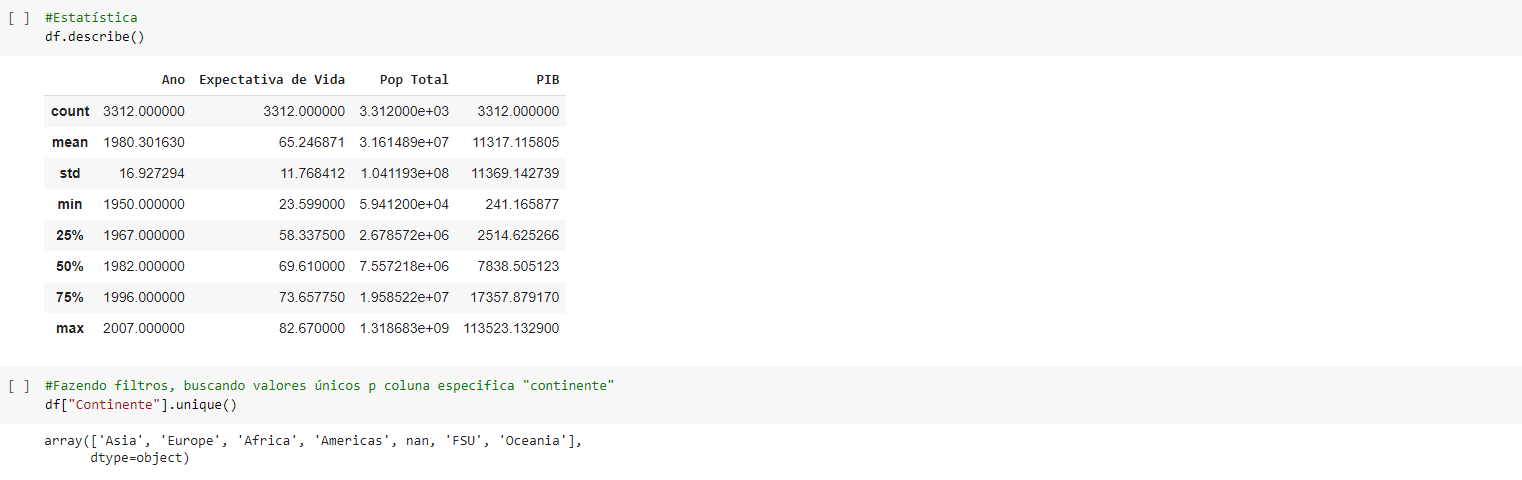 [ ] #Estatística
df.describe()
Ano Expectativa de Vida Pop Total PIB
count 3312.000000 3312.000000 3.312000e+03 3312.000000
mean 1980.301630 65.246871 3.161489e+07 11317.115805
std 16.927294 11.768412 1.041193e+08 11369.142739
min 1950.000000 23.599000 5.941200e+04 241.165877
25% 1967.000000 58.337500 2.678572e+06 2514.625266
50% 1982.000000 69.610000 7.557218e+06 7838.505123
75% 1996.000000 73.657750 1.958522e+07 17357.879170
max 2007.000000 82.670000 1.318683e+09 113523.132900
[ ] #Fazendo filtros, buscando valores únicos p coluna especifica "continente"
df["Continente"].unique()
array(['Asia', 'Europe', 'Africa', 'Americas', nan, 'FSU', 'Oceania'],
dtype=object)